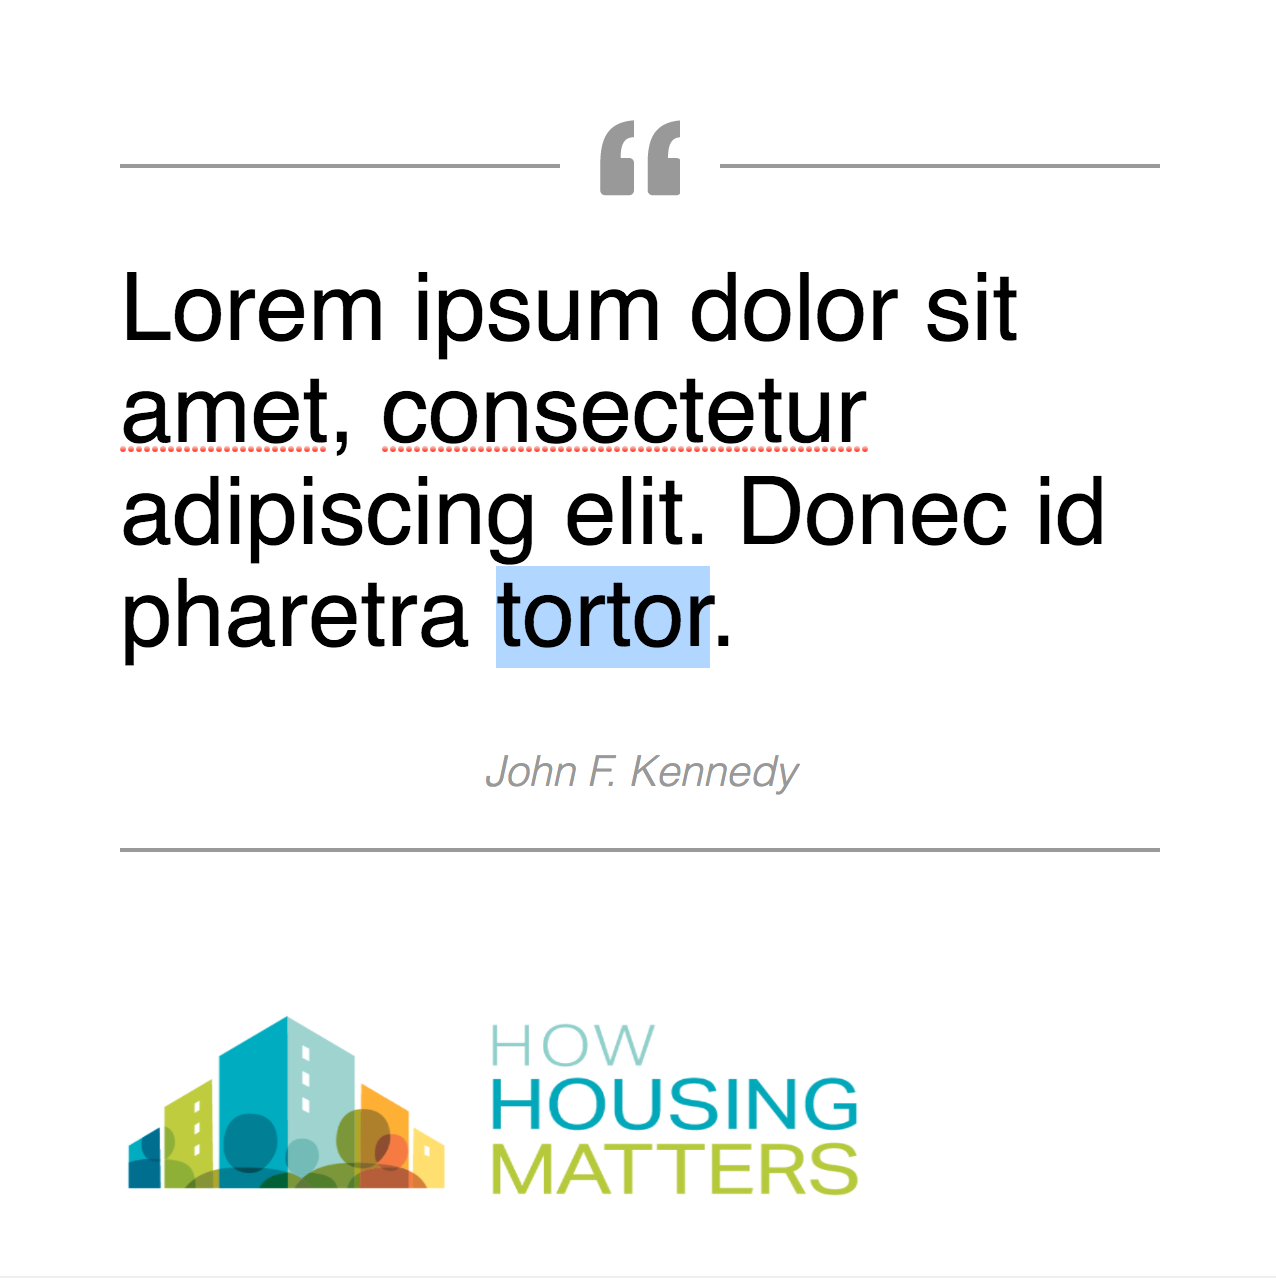 “
Lorem ipsum dolor sit
amet, consectetur
adipiscing elit. Donec id
pharetra tortor.
John F. Kennedy
HOW
HOUSING
MATTERS